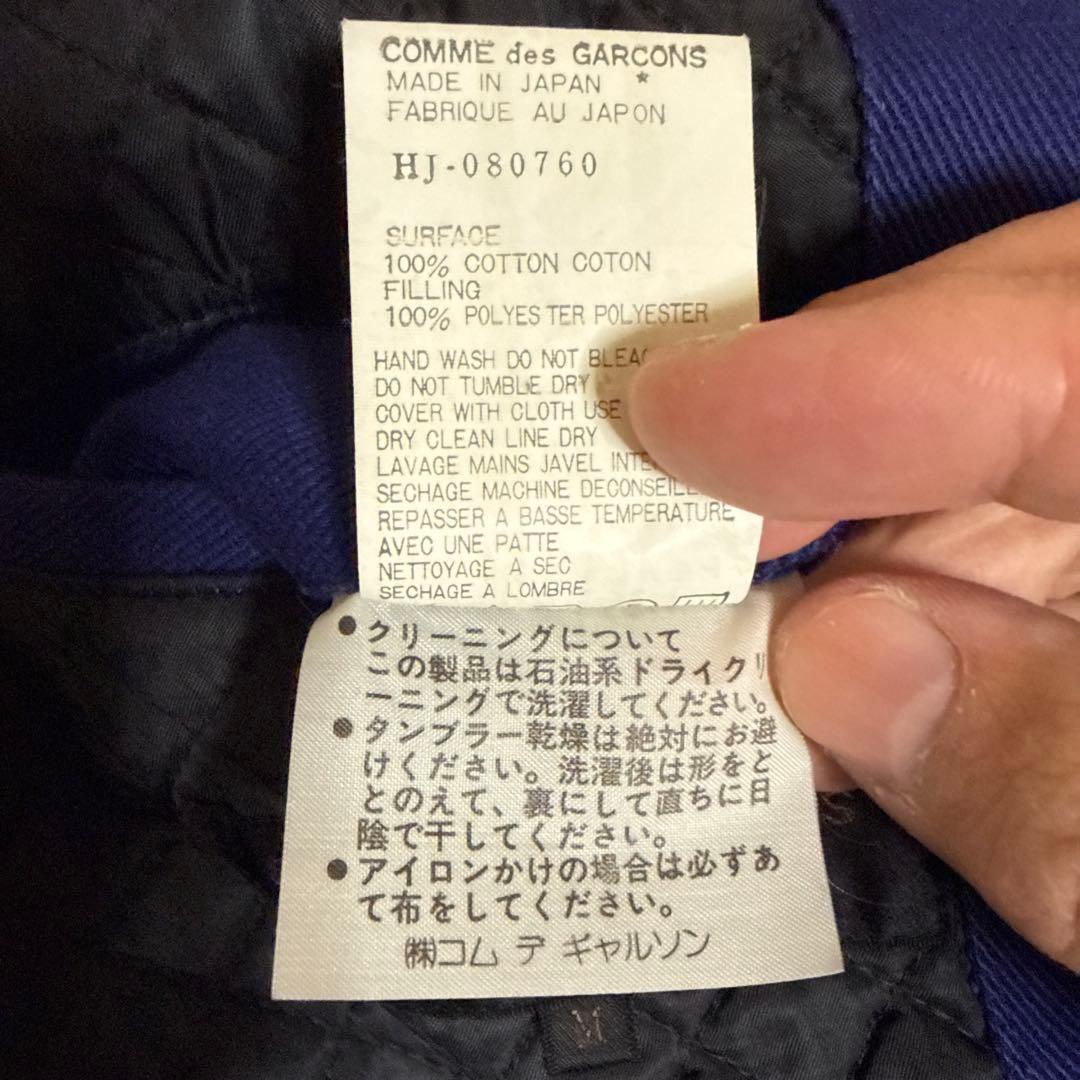 COMME des GARCONS
MADE IN JAPAN *
FABRIQUE AU JAPON
HJ-080760
SURFACE
100% COTTON COTON
FILLING
100% POLYESTER POLYESTER
HAND WASH DO NOT
DO NOT TUMBLE DRY
COVER WITH CLOTH USE
DRY CLEAN LINE DRY
LAVAGE MAINS JAVEL
SECHAGE MACHINE
REPASSER A BASSE TEMPERATURE
AVEC UNE PATTE
NETTOYAGE A SEC
SECHAGE A LOMBRE
●クリーニングについて
この製品は石油系ドライクリ
ーニングで洗濯してください。
●タンブラー乾燥は絶対にお避
けください。洗濯後は形をと
とのえて、裏にして直ちに日
陰で干してください。
●アイロンかけの場合は必ずあ
て布をしてください。
㈱コム デ ギャルソン
M